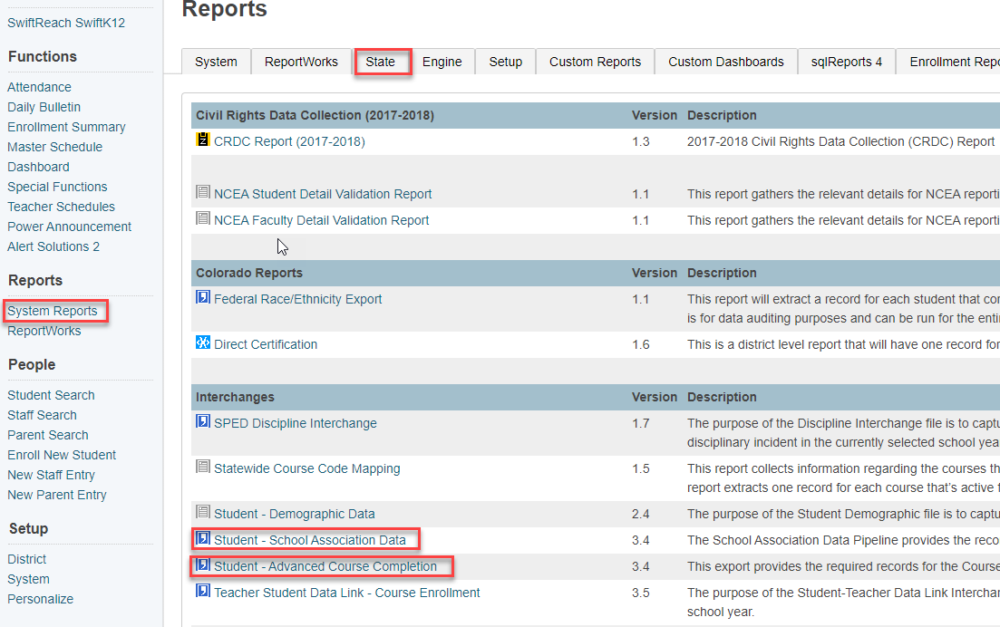 Reports
SwiftReach SwiftK12
Functions
Attendance
Daily Bulletin
Enrollment Summary
Master Schedule
Dashboard
Special Functions
Teacher Schedules
Power Announcement
Alert Solutions 2
Reports
System Reports
ReportWorks
People
Student Search
Staff Search
Parent Search
Enroll New Student
New Staff Entry
New Parent Entry
Setup
District
System
Personalize
System ReportWorks State Engine Setup Custom Reports Custom Dashboards sqlReports 4 Enrollment Repo
Civil Rights Data Collection (2017-2018) Version Description
CRDC Report (2017-2018) 1.3 2017-2018 Civil Rights Data Collection (CRDC) Report
NCEA Student Detail Validation Report 1.1 This report gathers the relevant details for NCEA reporti
NCEA Faculty Detail Validation Report 1.1 This report gathers the relevant details for NCEA reporti
Colorado Reports Version Description
Federal Race/Ethnicity Export 1.1 This report will extract a record for each student that con
is for data auditing purposes and can be run for the entir
Direct Certification 1.6 This is a district level report that will have one record for
Interchanges Version Description
SPED Discipline Interchange 1.7 The purpose of the Discipline Interchange file is to captu
disciplinary incident in the currently selected school yea
Statewide Course Code Mapping 1.5 This report collects information regarding the courses th
report extracts one record for each course that's active f
Student - Demographic Data 2.4 The purpose of the Student Demographic file is to captu
Student - School Association Data 3.4 The School Association Data Pipeline provides the reco
Student - Advanced Course Completion 3.4 This export provides the required records for the Course
Teacher Student Data Link - Course Enrollment 3.5 The purpose of the Student-Teacher Data Link Interchan
school year.